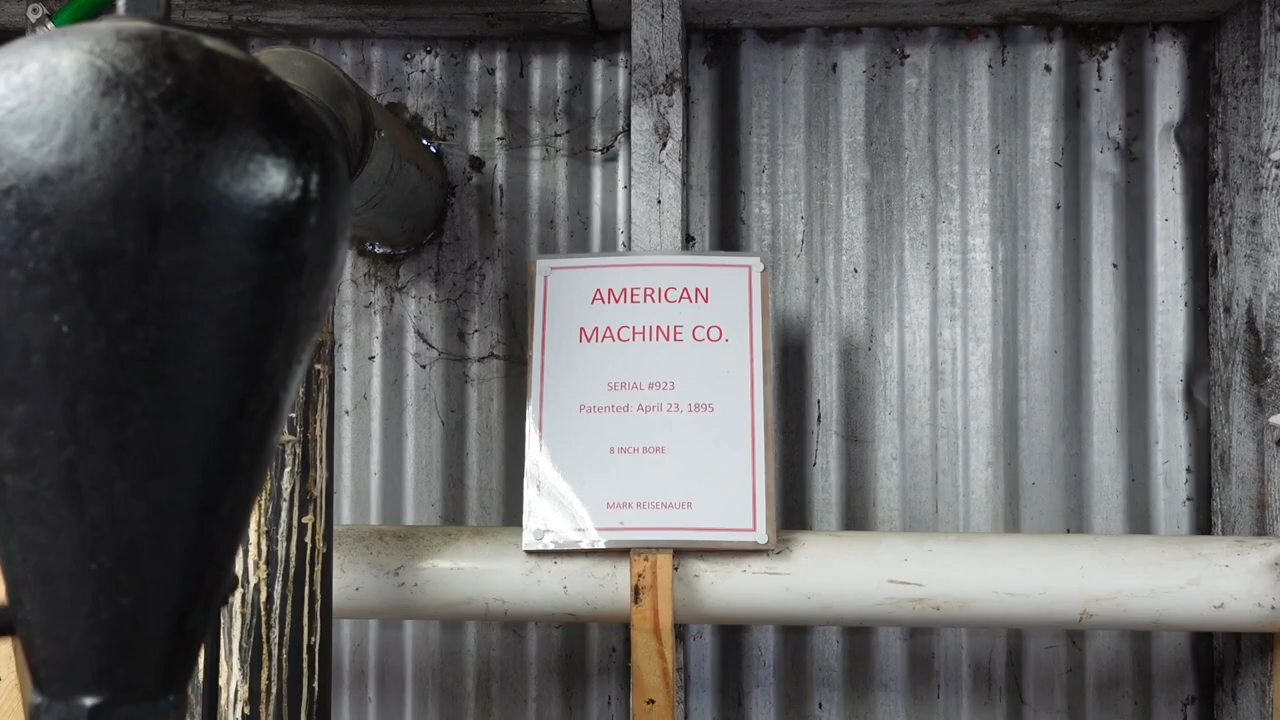 AMERICAN
MACHINE CO.
SERIAL #923
Patented: April 23, 1895
8 INCH BORE
MARK REISENAUER